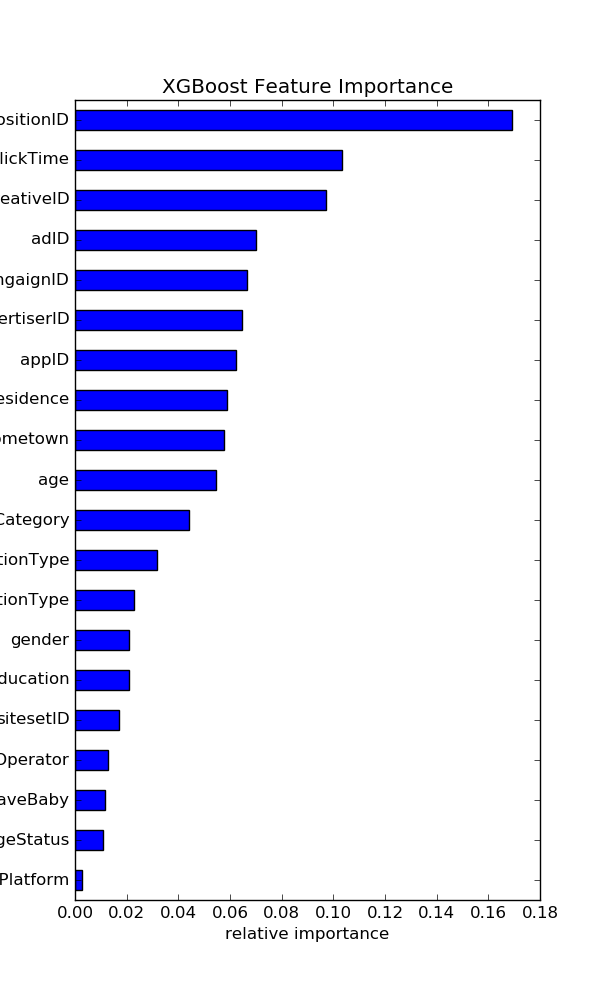 XGBoost Feature Importance
ositionID
lickTime
eativeID
adID
ngaignID
ertiserID
appID
esidence
ometown
age
Category
tionType
tionType
gender
ducation
sitesetID
Operator
aveBaby
geStatus
Platform
0.00 0.02 0.04 0.06 0.08 0.10 0.12 0.14 0.16 0.18
relative importance